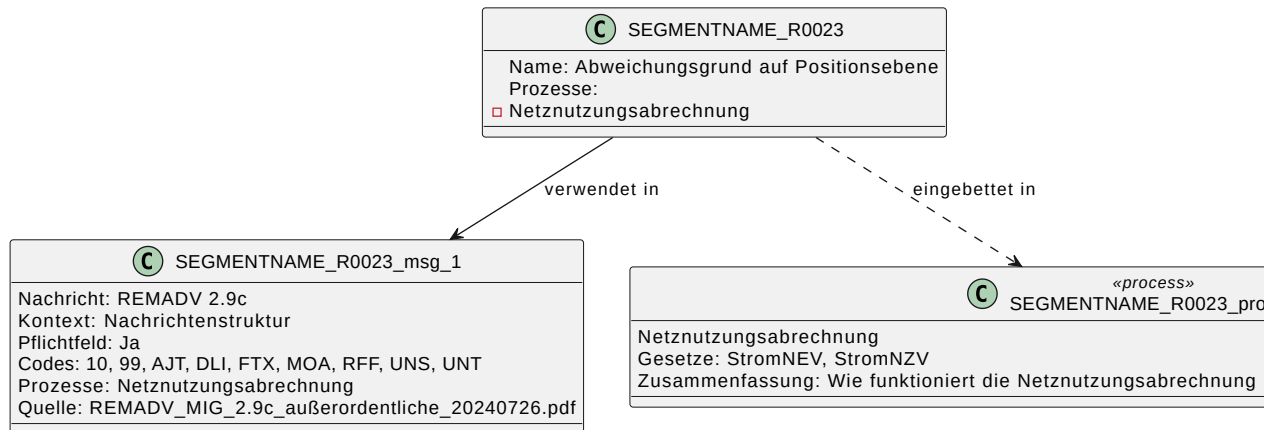 C SEGMENTNAME_R0023
Name: Abweichungsgrund auf Positionsebene
Prozesse:
Netznutzungsabrechnung
verwendet in
eingebettet in
C SEGMENTNAME_R0023_msg_1
Nachricht: REMADV 2.9c
Kontext: Nachrichtenstruktur
Pflichtfeld: Ja
Codes: 10, 99, AJT, DLI, FTX, MOA, RFF, UNS, UNT
Prozesse: Netznutzungsabrechnung
Quelle: REMADV_MIG_2.9c_außerordentliche_20240726.pdf
«process»
C SEGMENTNAME_R0023_pro
Netznutzungsabrechnung
Gesetze: StromNEV, StromNZV
Zusammenfassung: Wie funktioniert die Netznutzungsabrechnung